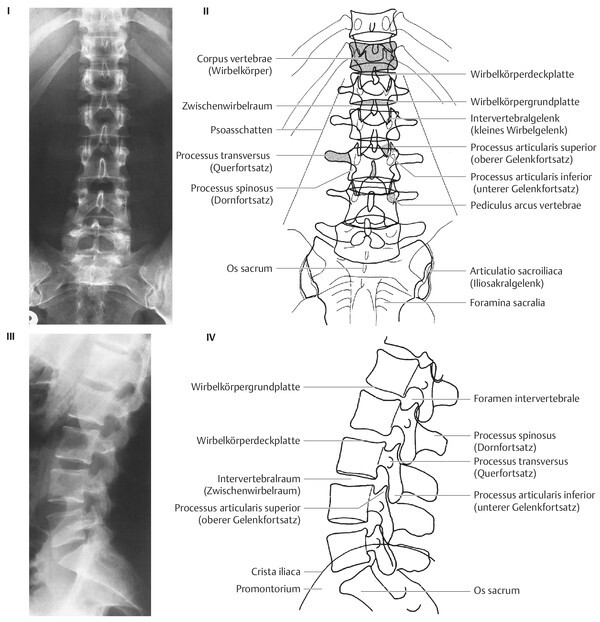 I
II
Corpus vertebrae
(Wirbelkörper)
Zwischenwirbelraum
Psoasschatten
Processus transversus
(Querfortsatz)
Processus spinosus
(Dornfortsatz)
Os sacrum
Wirbelkörperdeckplatte
Wirbelkörpergrundplatte
Intervertebralgelenk
(kleines Wirbelgelenk)
Processus articularis superior
(oberer Gelenkfortsatz)
Processus articularis inferior
(unterer Gelenkfortsatz)
Pediculus arcus vertebrae
Articulatio sacroiliaca
(Iliosakralgelenk)
Foramina sacralia
III
IV
Wirbelkörpergrundplatte
Wirbelkörperdeckplatte
Intervertebralraum
(Zwischenwirbelraum)
Processus articularis superior
(oberer Gelenkfortsatz)
Crista iliaca
Promontorium
Foramen intervertebrale
Processus spinosus
(Dornfortsatz)
Processus transversus
(Querfortsatz)
Processus articularis inferior
(unterer Gelenkfortsatz)
Os sacrum